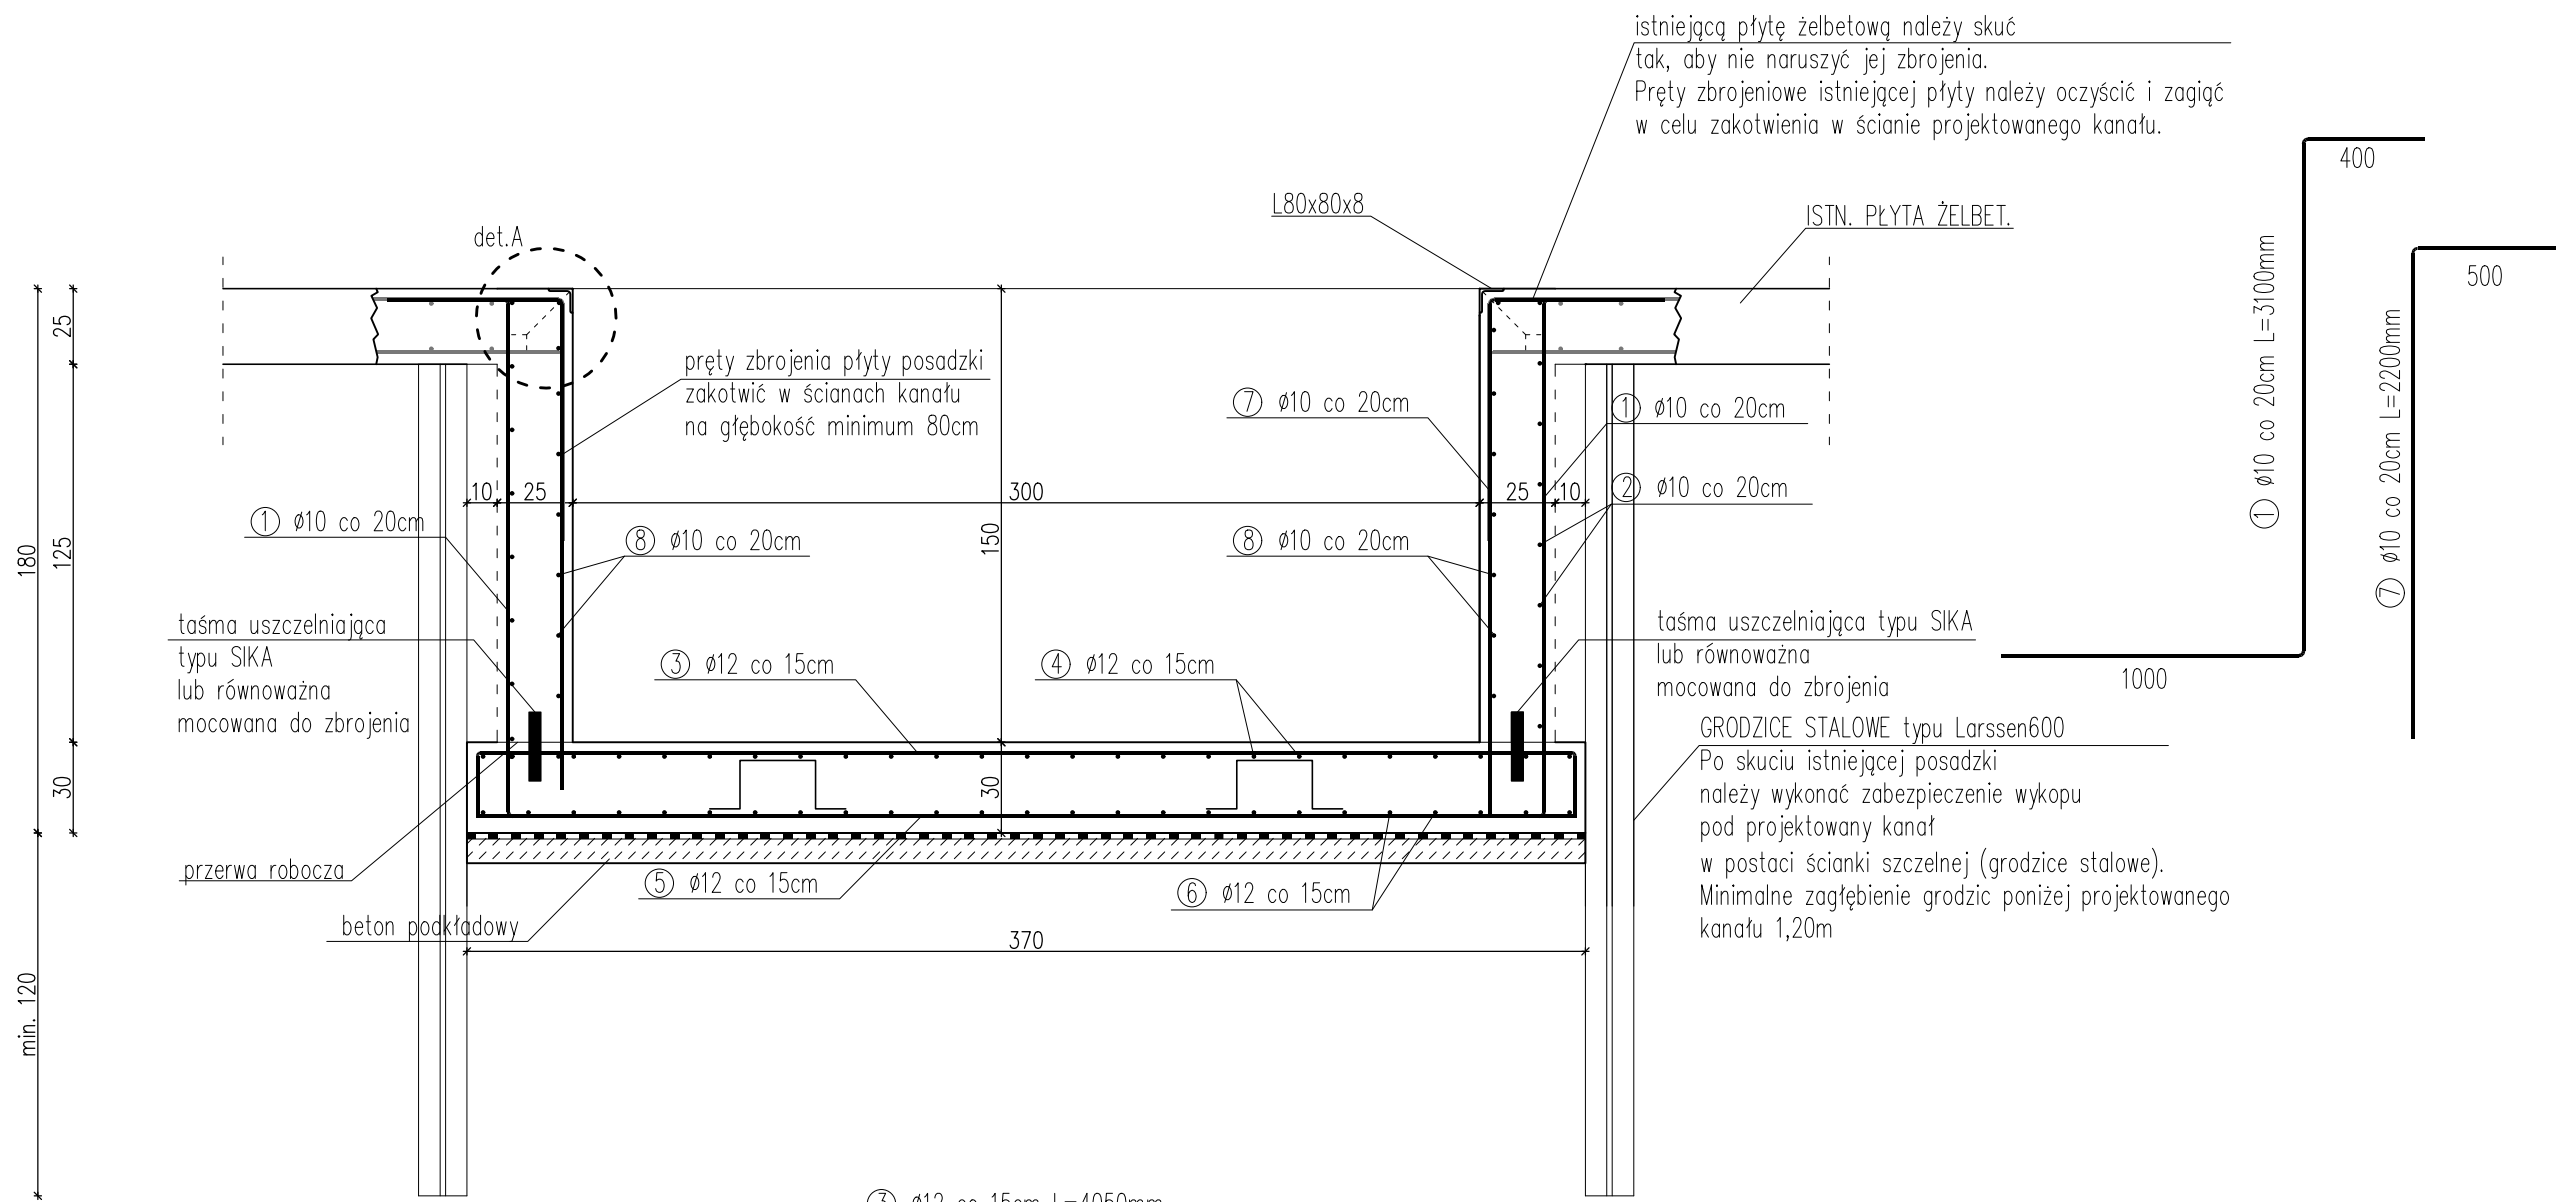 istniejącą płytę żelbetową należy skuć
tak, aby nie naruszyć jej zbrojenia.
Pręty zbrojeniowe istniejącej płyty należy oczyścić i zagiąć
w celu zakotwienia w ścianie projektowanego kanału.
400
L80x80x8
ISTN. PŁYTA ŻELBET.
det.A
500
① ø10 co 20cm L=3100mm
⑦ ø10 co 20cm L=2200mm
1000
25
125
30
180
min. 120
pręty zbrojenia płyty posadzki
zakotwić w ścianach kanału
na głębokość minimum 80cm
⑦ ø10 co 20cm
① ø10 co 20cm
10
25
300
25
10
② ø10 co 20cm
① ø10 co 20cm
150
⑧ ø10 co 20cm
⑧ ø10 co 20cm
taśma uszczelniająca
typu SIKA
lub równoważna
mocowana do zbrojenia
③ ø12 co 15cm
④ ø12 co 15cm
taśma uszczelniająca typu SIKA
lub równoważna
mocowana do zbrojenia
GRODZICE STALOWE typu Larssen600
Po skuciu istniejącej posadzki
należy wykonać zabezpieczenie wykopu
pod projektowany kanał
w postaci ścianki szczelnej (grodzice stalowe).
Minimalne zagłębienie grodzic poniżej projektowanego
kanału 1,20m
30
przerwa robocza
⑤ ø12 co 15cm
⑥ ø12 co 15cm
beton podkładowy
370
③ ø12 co 15cm L=4050mm